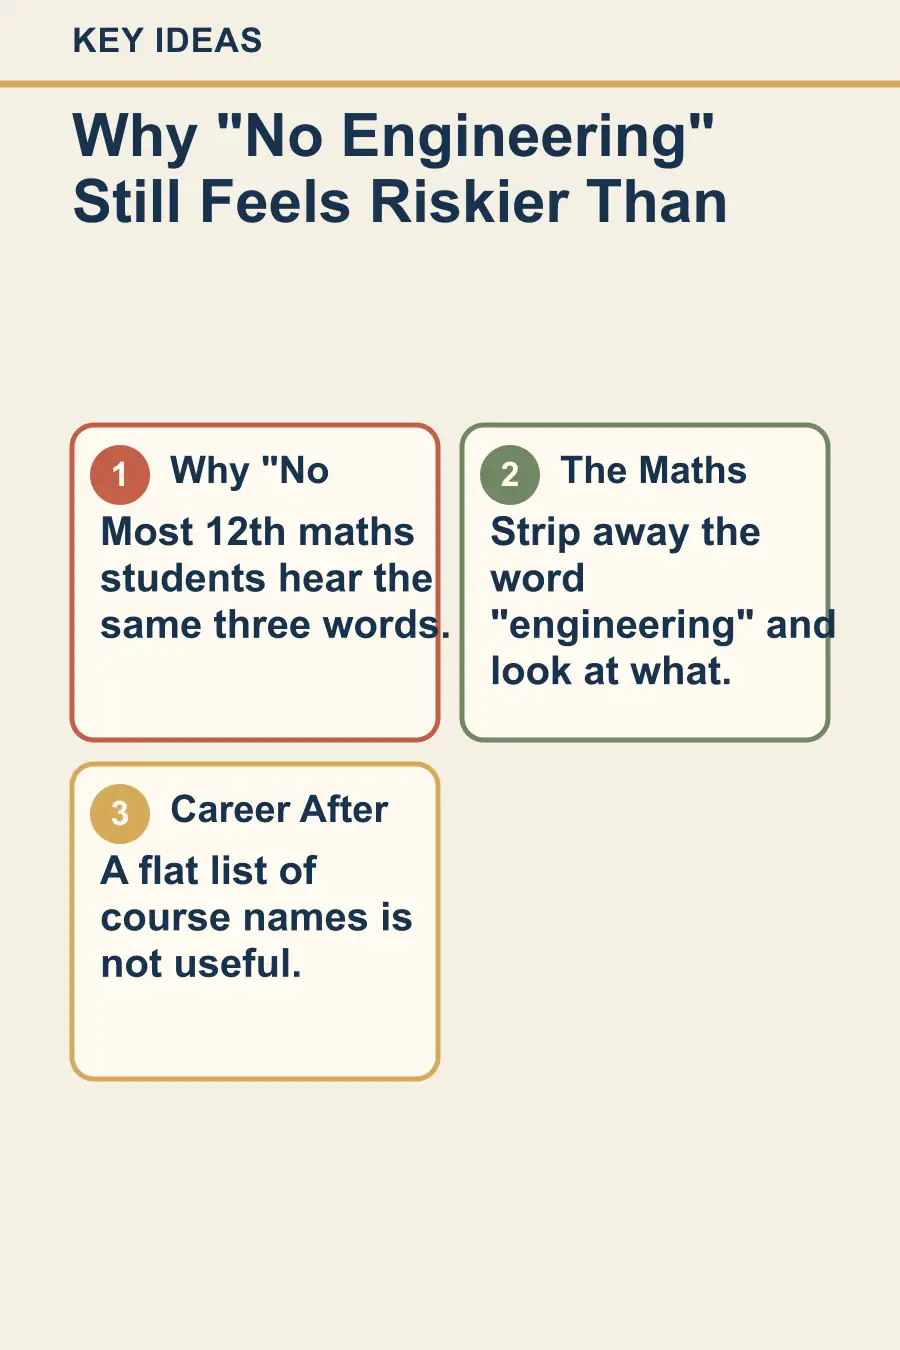 KEY IDEAS
Why "No Engineering"
Still Feels Riskier Than
1 Why "No
Most 12th maths
students hear the
same three words.
2 The Maths
Strip away the
word
"engineering" and
look at what.
3 Career After
A flat list of
course names is
not useful.